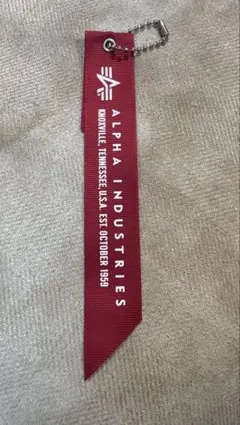 ALPHA INDUSTRIES
KNOXVILLE, TENNESSEE, U.S.A. EST. OCTOBER 1959